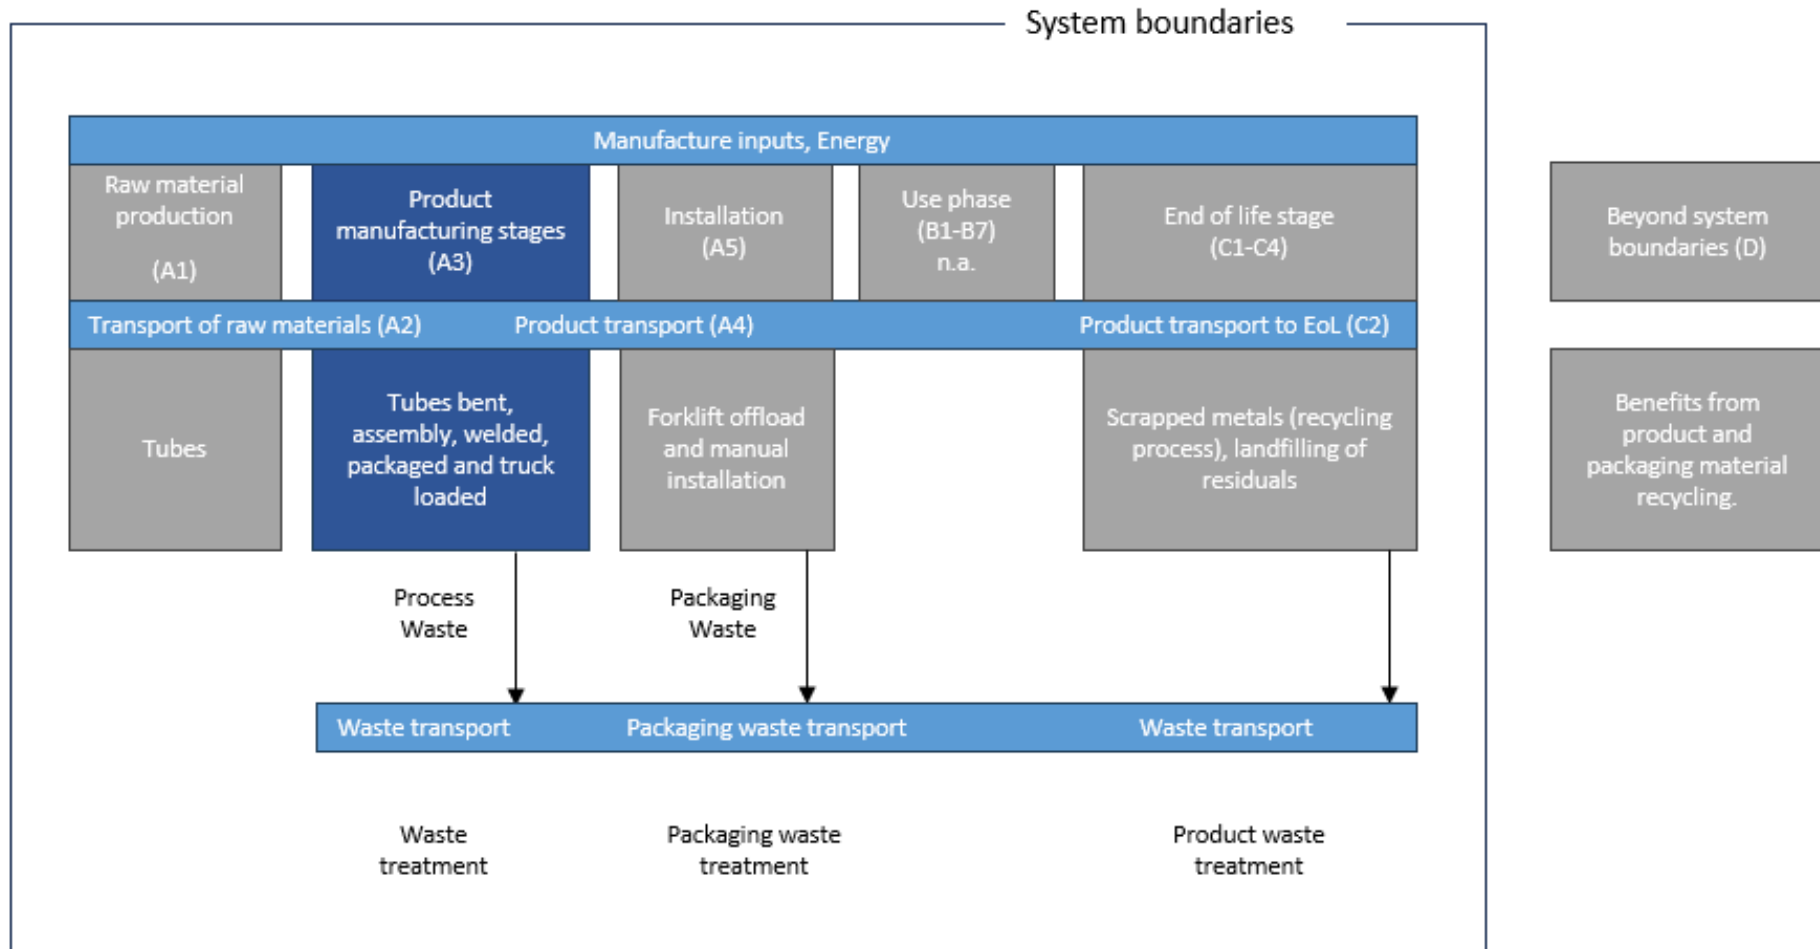 System boundaries
Manufacture inputs, Energy
Raw material
production
(A1)
Product
manufacturing stages
(A3)
Installation
(A5)
Use phase
(B1-B7)
n.a.
End of life stage
(C1-C4)
Beyond system
boundaries (D)
Transport of raw materials (A2)
Product transport (A4)
Product transport to EoL (C2)
Tubes
Tubes bent,
assembly, welded,
packaged and truck
loaded
Forklift offload
and manual
installation
Scrapped metals (recycling
process), landfilling of
residuals
Benefits from
product and
packaging material
recycling.
Process
Waste
Packaging
Waste
Waste transport
Packaging waste transport
Waste transport
Waste
treatment
Packaging waste
treatment
Product waste
treatment